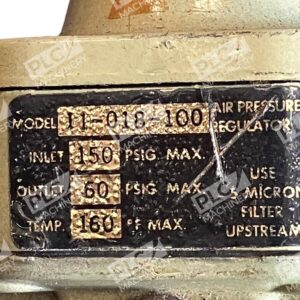 MODEL 11-018-100 AIR PRESSURE
REGULATOR
INLET 150 PSIG. MAX.
OUTLET 60 PSIG. MAX.
TEMP. 160 °F MAX.
USE
5 MICRON
FILTER
UPSTREAM